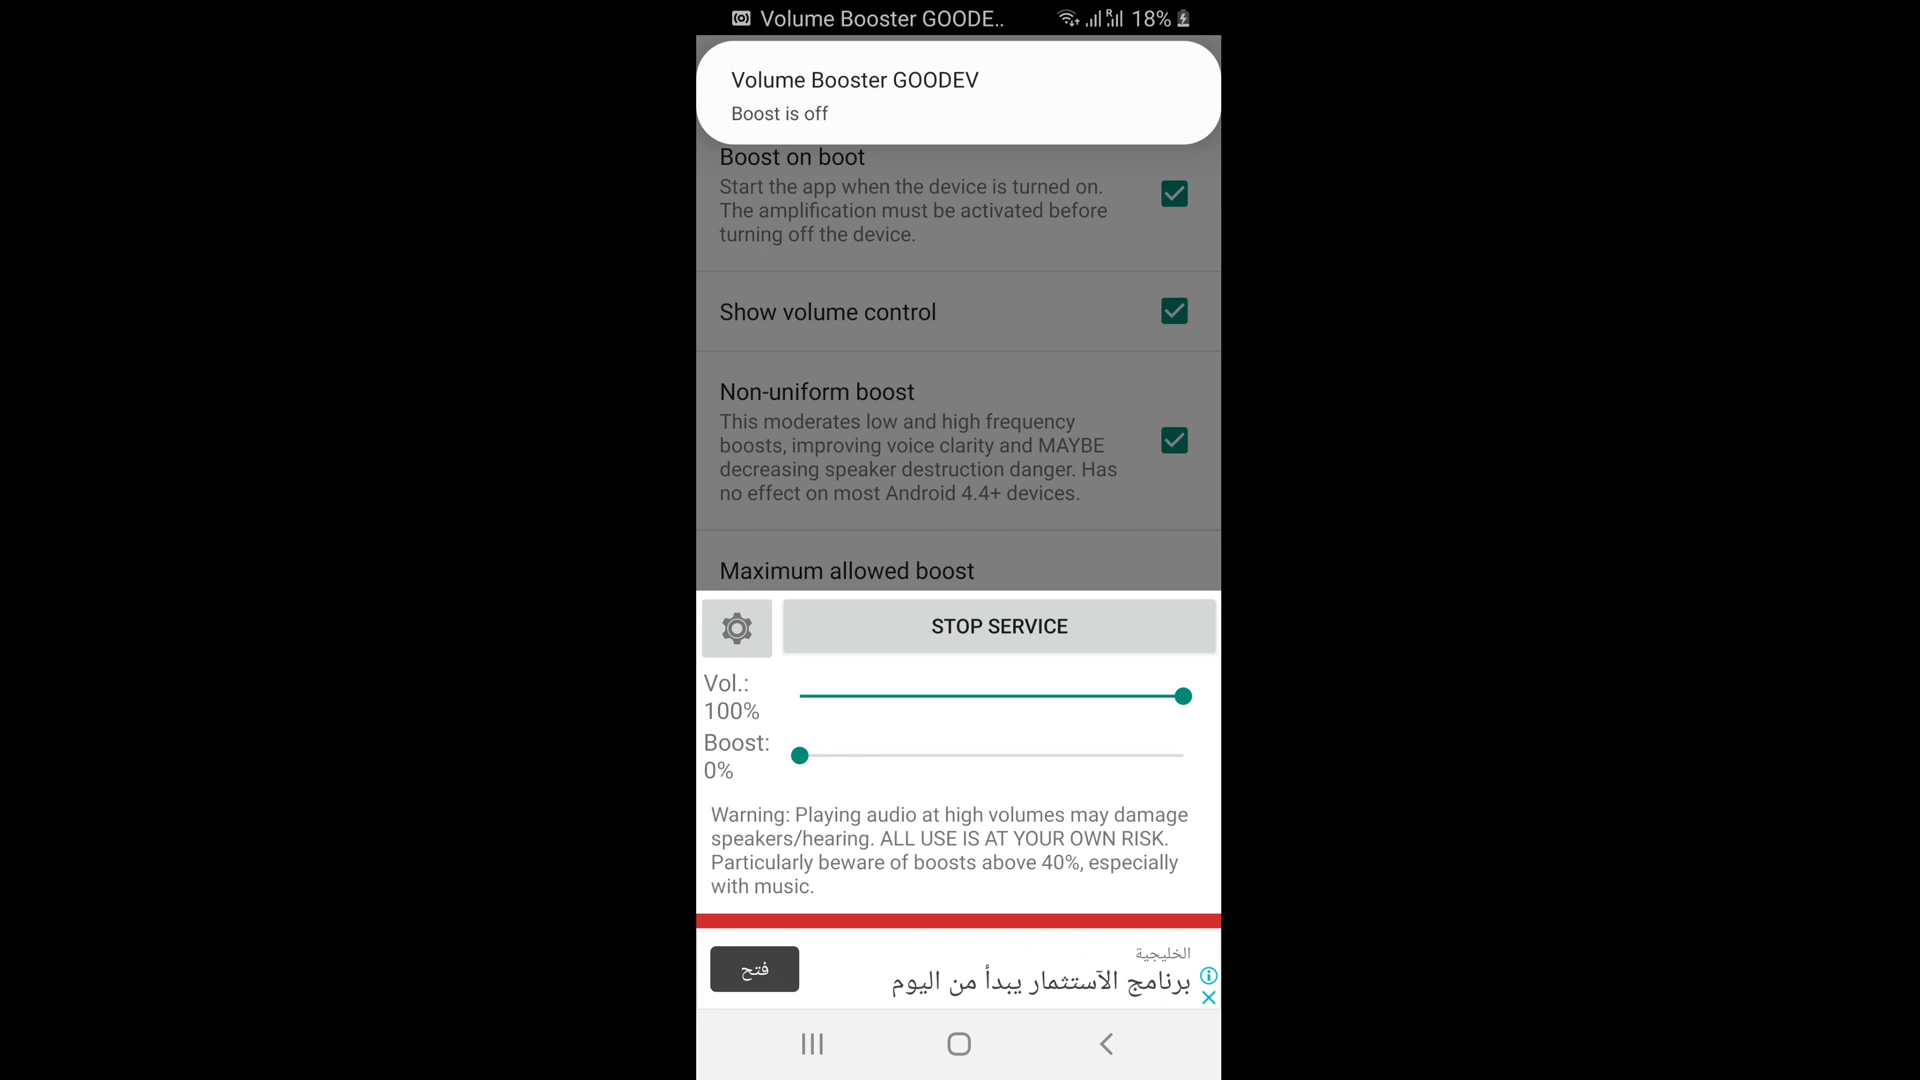 Volume Booster GOODE..
18%
Volume Booster GOODEV
Boost is off
Boost on boot
Start the app when the device is turned on.
The amplification must be activated before
turning off the device.
Show volume control
Non-uniform boost
This moderates low and high frequency
boosts, improving voice clarity and MAYBE
decreasing speaker destruction danger. Has
no effect on most Android 4.4+ devices.
Maximum allowed boost
STOP SERVICE
Vol.:
100%
Boost:
0%
Warning: Playing audio at high volumes may damage
speakers/hearing. ALL USE IS AT YOUR OWN RISK.
Particularly beware of boosts above 40%, especially
with music.
الخليجية
برنامج الآستثمار يبدأ من اليوم
فتح